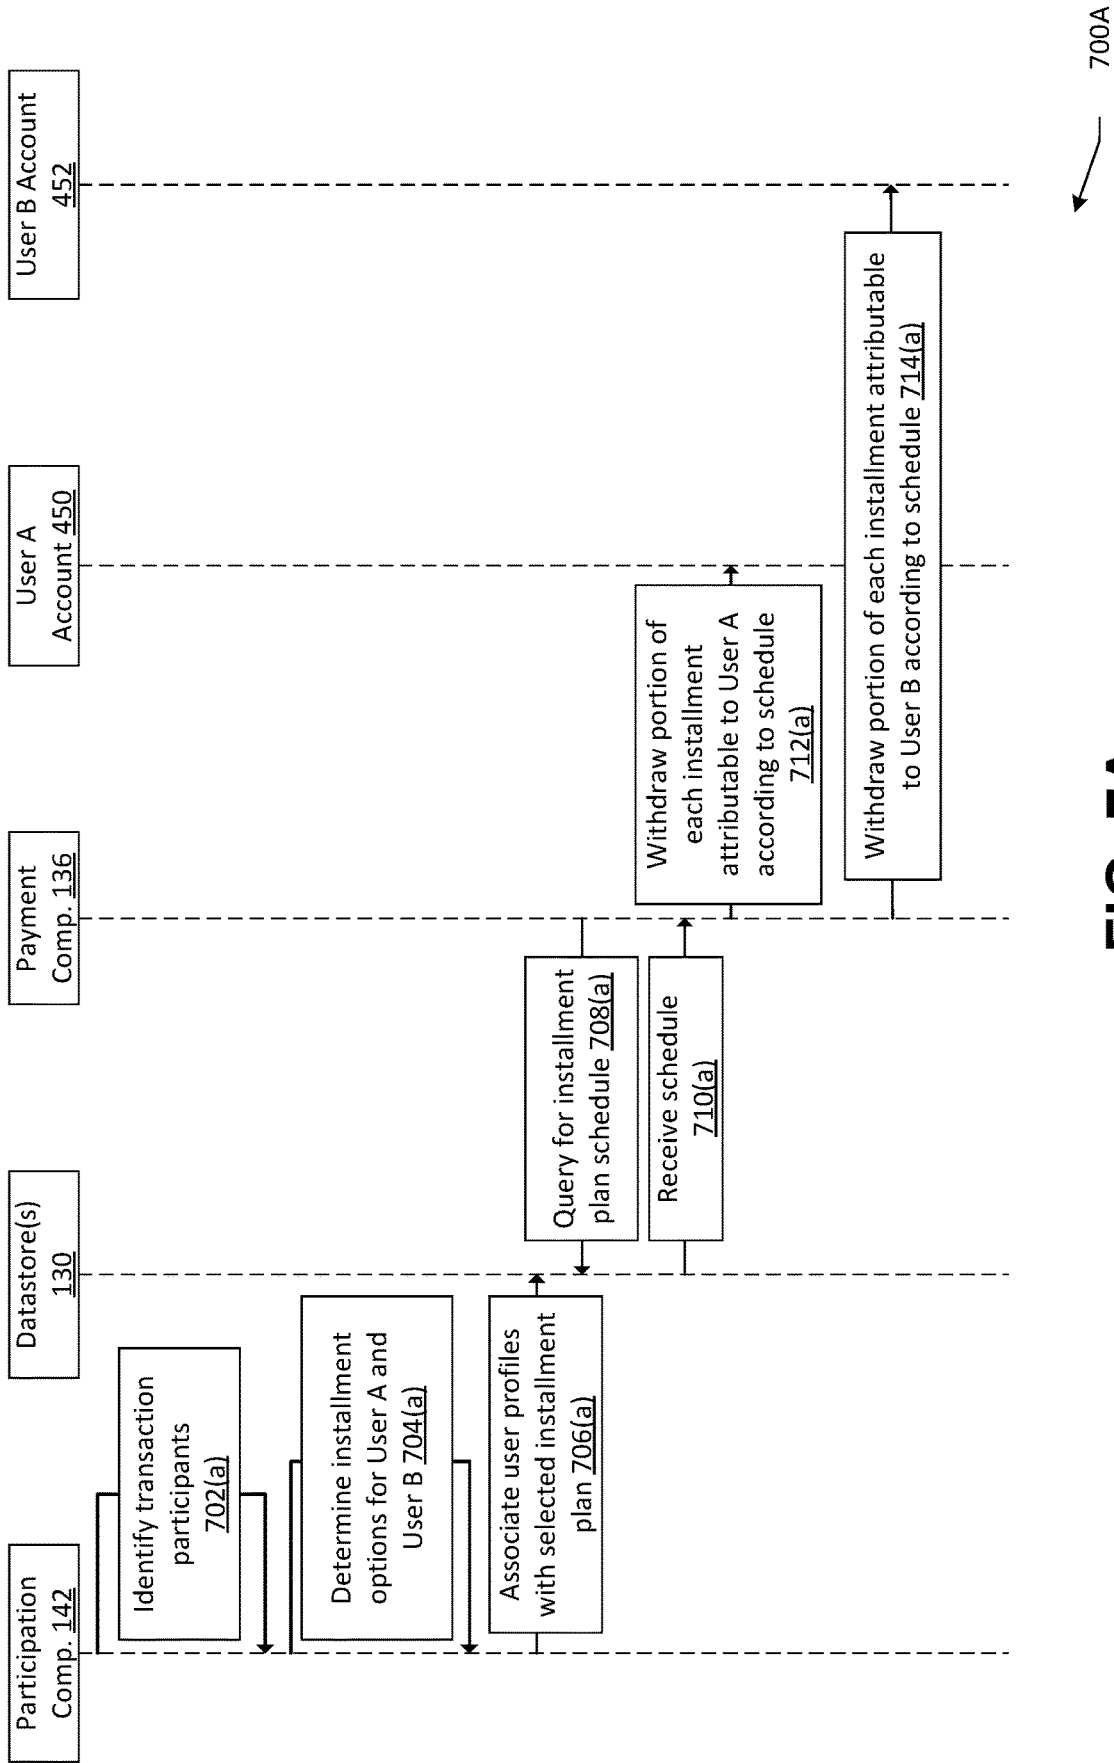 Participation
Comp. 142
Datastore(s)
130
Payment
Comp. 136
User A
Account 450
User B Account
452
Identify transaction
participants
702(a)
Determine installment
options for User A and
User B 704(a)
Associate user profiles
with selected installment
plan 706(a)
Query for installment
plan schedule 708(a)
Receive schedule
710(a)
Withdraw portion of
each installment
attributable to User A
according to schedule
712(a)
Withdraw portion of each installment attributable
to User B according to schedule 714(a)
700A